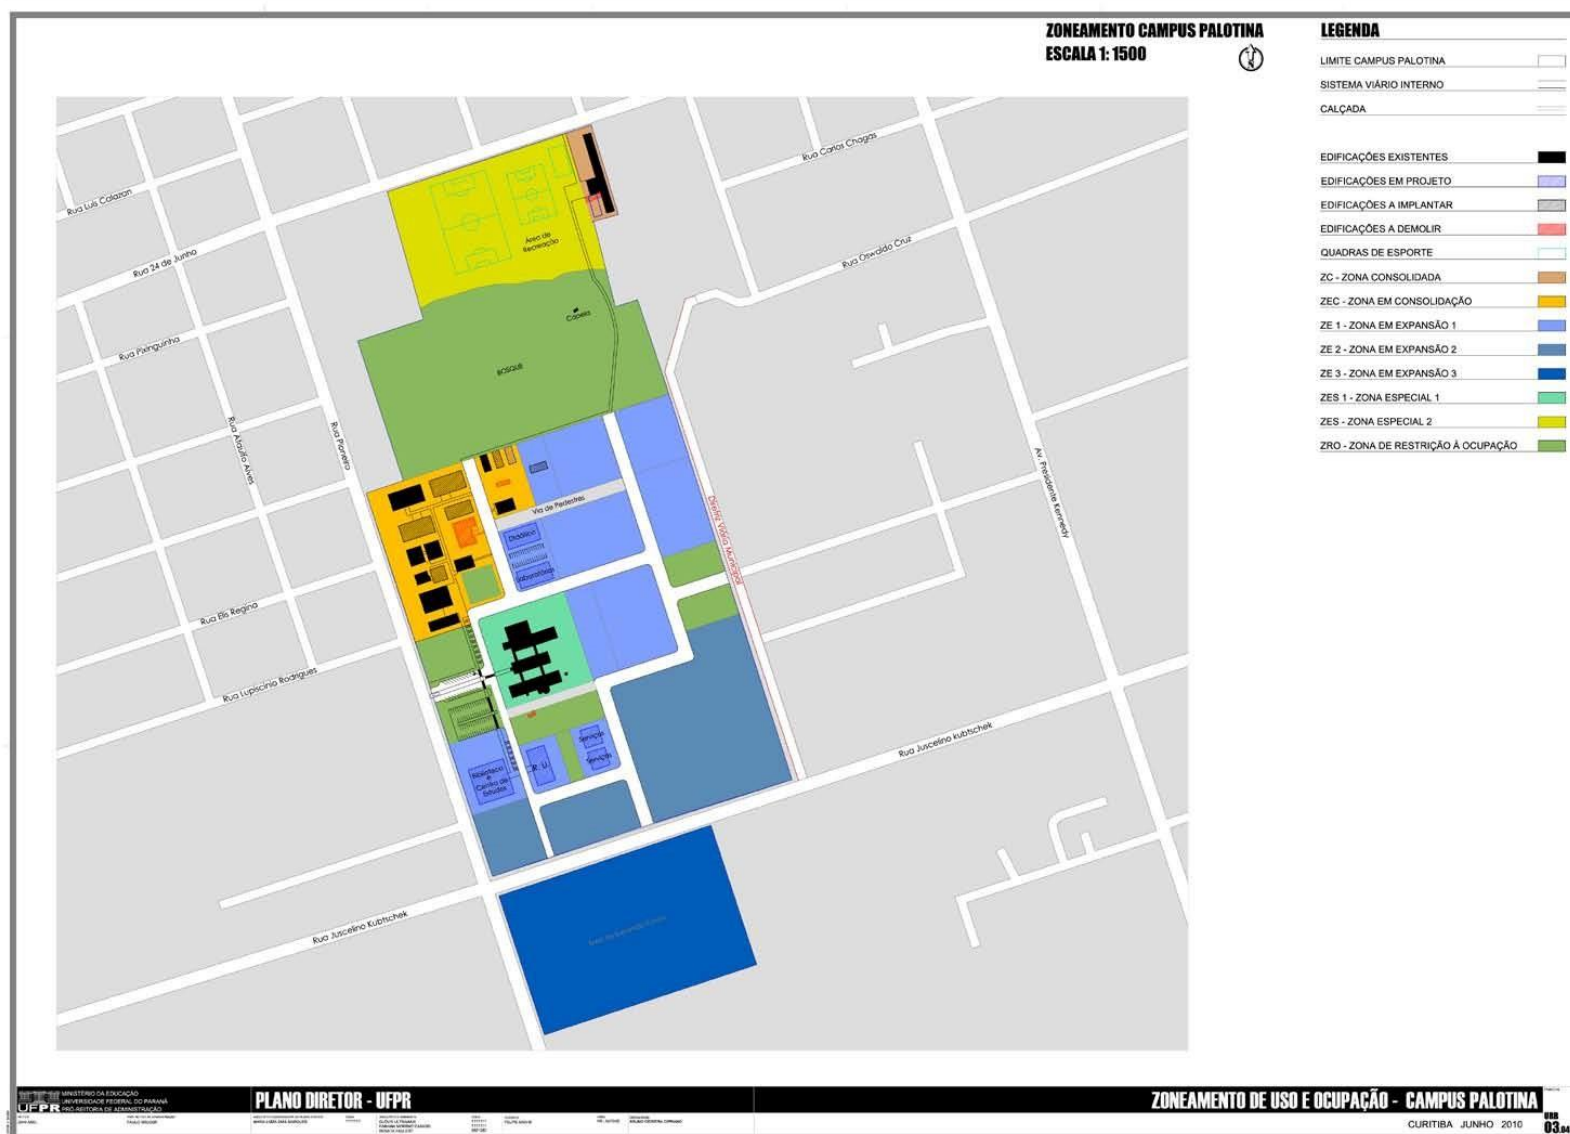 ZONEAMENTO CAMPUS PALOTINA
ESCALA 1: 1500
LEGENDA
LIMITE CAMPUS PALOTINA
SISTEMA VIÁRIO INTERNO
CALÇADA
EDIFICAÇÕES EXISTENTES
EDIFICAÇÕES EM PROJETO
EDIFICAÇÕES A IMPLANTAR
EDIFICAÇÕES A DEMOLIR
QUADRAS DE ESPORTE
ZC - ZONA CONSOLIDADA
ZEC - ZONA EM CONSOLIDAÇÃO
ZE 1 - ZONA EM EXPANSÃO 1
ZE 2 - ZONA EM EXPANSÃO 2
ZE 3 - ZONA EM EXPANSÃO 3
ZES 1 - ZONA ESPECIAL 1
ZES - ZONA ESPECIAL 2
ZRO - ZONA DE RESTRIÇÃO À OCUPAÇÃO
Rua Carlos Chagas
Rua Luis Calazan
Área de
Recreação
Rua Oswaldo Cruz
Rua 24 de Junho
Capela
Rua Pixinguinha
BOSQUE
Rua Ataulfo Alves
Rua Pioneiro
Av. Presidente Kennedy
Via de Pedestres
Diretriz Viária Municipal
Didático
Laboratórios
Rua Elis Regina
Rua Lupiscinio Rodrigues
Serviços
Serviços
R. U.
Biblioteca
e
Centro de
Estudos
Rua Juscelino kubtschek
Rua Juscelino Kubtschek
UFPR
MINISTÉRIO DA EDUCAÇÃO
UNIVERSIDADE FEDERAL DO PARANÁ
PRÓ-REITORIA DE ADMINISTRAÇÃO
PLANO DIRETOR - UFPR
ZONEAMENTO DE USO E OCUPAÇÃO - CAMPUS PALOTINA
CURITIBA JUNHO 2010
URB
03.04